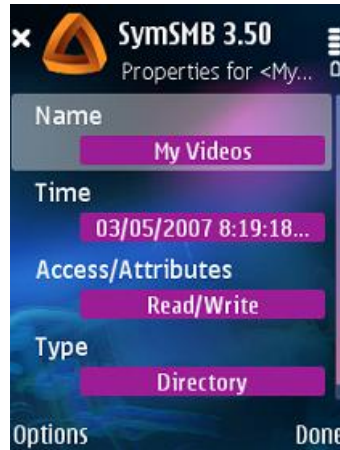 SymSMB 3.50
Properties for <My...
Name
My Videos
Time
03/05/2007 8:19:18...
Access/Attributes
Read/Write
Type
Directory
Options Done